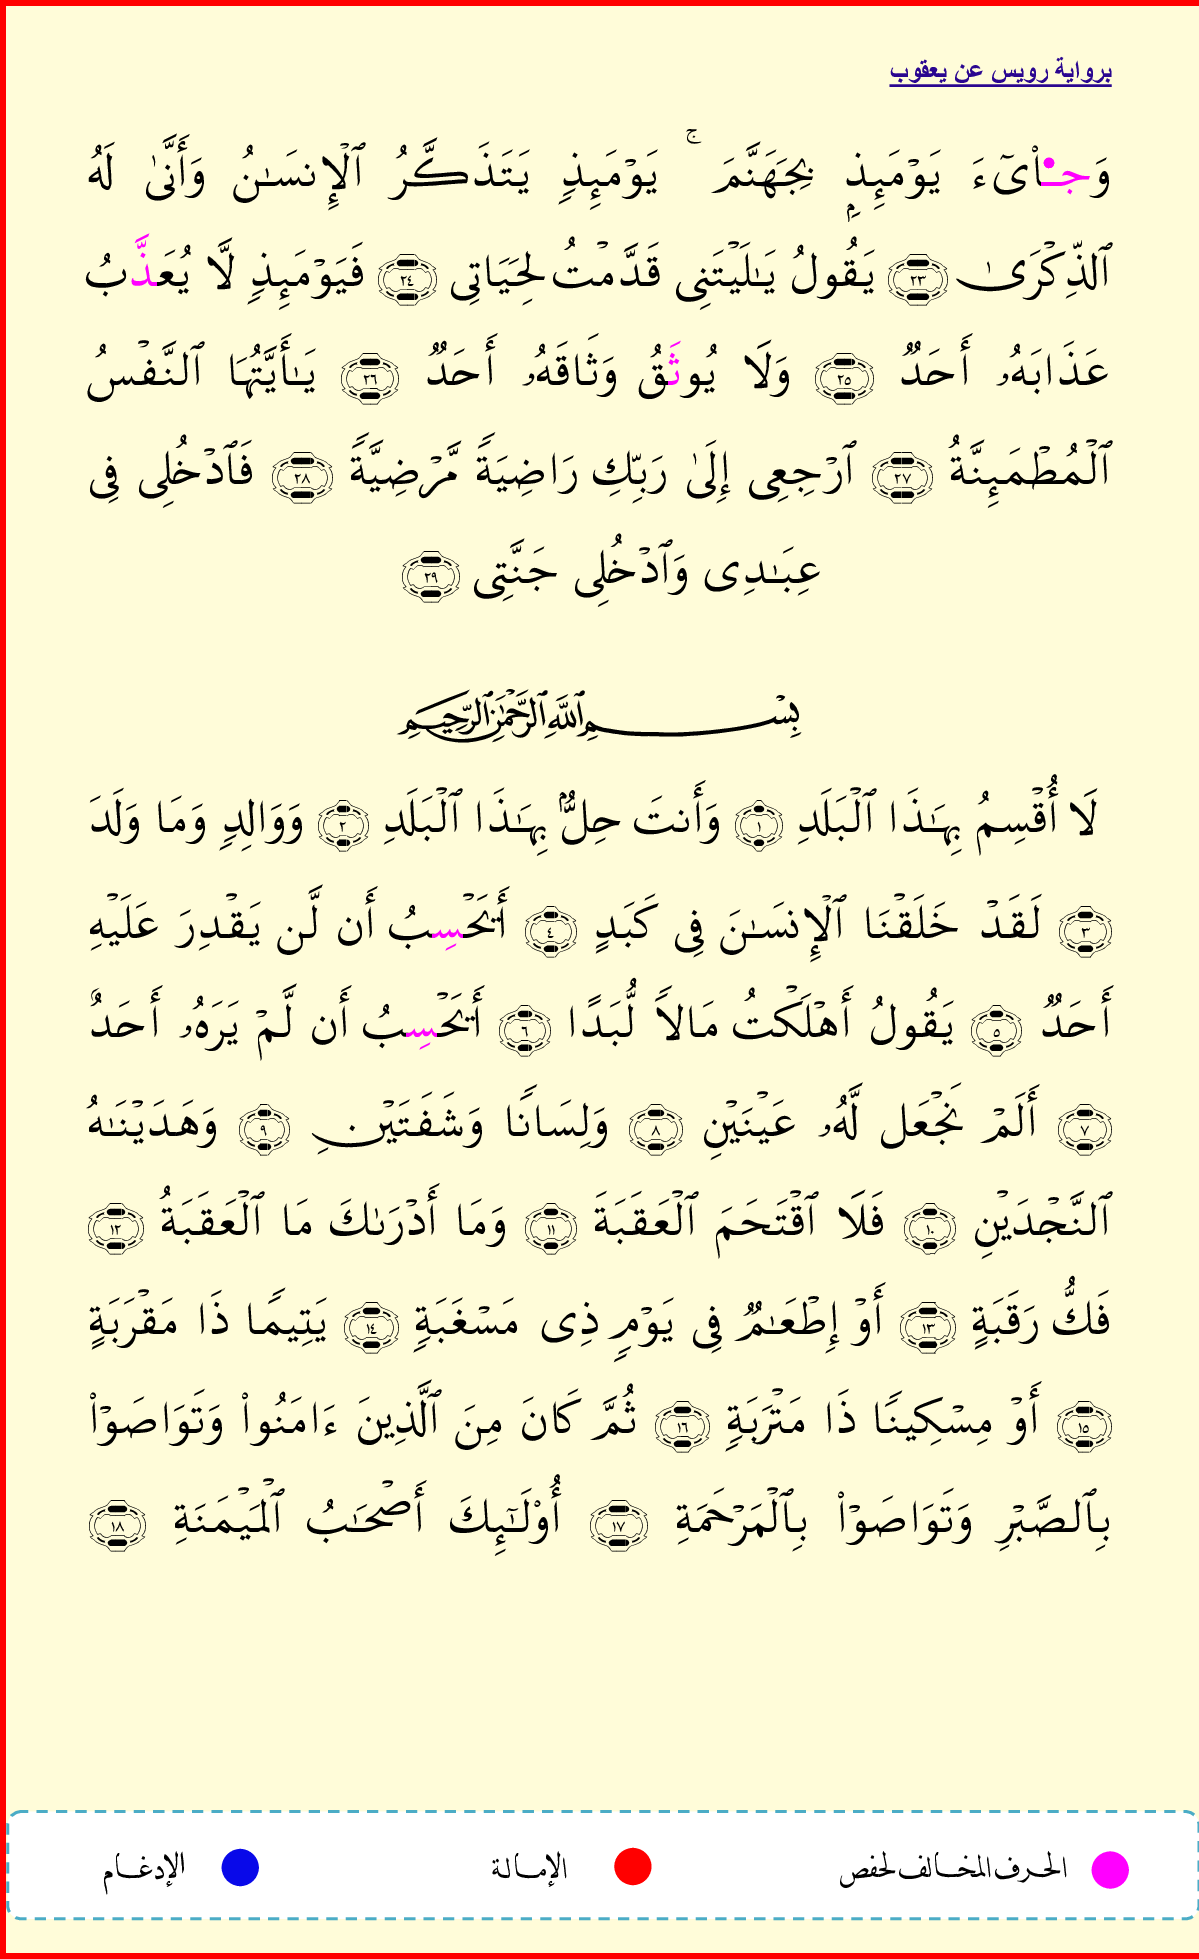 برواية رويس عن يعقوب
وَجِا۟يٓءَ يَوْمَئِذِۭ بِجَهَنَّمَ ۚ يَوْمَئِذٍ يَتَذَكَّرُ ٱلْإِنسَـٰنُ وَأَنَّىٰ لَهُ
ٱلذِّكْرَىٰ ٢٣ يَقُولُ يَـٰلَيْتَنِى قَدَّمْتُ لِحَيَاتِى ٢٤ فَيَوْمَئِذٍ لَّا يُعَذَّبُ
عَذَابَهُۥ أَحَدٌ ٢٥ وَلَا يُوثَقُ وَثَاقَهُۥ أَحَدٌ ٢٦ يَـٰأَيَّتُهَا ٱلنَّفْسُ
ٱلْمُطْمَئِنَّةُ ٢٧ ٱرْجِعِى إِلَىٰ رَبِّكِ رَاضِيَةً مَّرْضِيَّةً ٢٨ فَٱدْخُلِى فِى
عِبَـٰدِى وَٱدْخُلِى جَنَّتِى ٢٩
بِسْمِ ٱللَّهِ ٱلرَّحْمَـٰنِ ٱلرَّحِيمِ
لَا أُقْسِمُ بِهَـٰذَا ٱلْبَلَدِ ١ وَأَنتَ حِلٌّۢ بِهَـٰذَا ٱلْبَلَدِ ٢ وَوَالِدٍ وَمَا وَلَدَ
٣ لَقَدْ خَلَقْنَا ٱلْإِنسَـٰنَ فِى كَبَدٍ ٤ أَيَحْسِبُ أَن لَّن يَقْدِرَ عَلَيْهِ
أَحَدٌ ٥ يَقُولُ أَهْلَكْتُ مَالًا لُّبَدًا ٦ أَيَحْسِبُ أَن لَّمْ يَرَهُۥ أَحَدٌ
٧ أَلَمْ نَجْعَل لَّهُۥ عَيْنَيْنِ ٨ وَلِسَانًا وَشَفَتَيْنِ ٩ وَهَدَيْنَـٰهُ
ٱلنَّجْدَيْنِ ١٠ فَلَا ٱقْتَحَمَ ٱلْعَقَبَةَ ١١ وَمَا أَدْرَىٰكَ مَا ٱلْعَقَبَةُ ١٢
فَكُّ رَقَبَةٍ ١٣ أَوْ إِطْعَـٰمٌ فِى يَوْمٍ ذِى مَسْغَبَةٍ ١٤ يَتِيمًا ذَا مَقْرَبَةٍ
١٥ أَوْ مِسْكِينًا ذَا مَتْرَبَةٍ ١٦ ثُمَّ كَانَ مِنَ ٱلَّذِينَ ءَامَنُوا۟ وَتَوَاصَوْا۟
بِٱلصَّبْرِ وَتَوَاصَوْا۟ بِٱلْمَرْحَمَةِ ١٧ أُو۟لَـٰٓئِكَ أَصْحَـٰبُ ٱلْمَيْمَنَةِ ١٨
الحرف المخالف لحفص الإمالة الإدغام